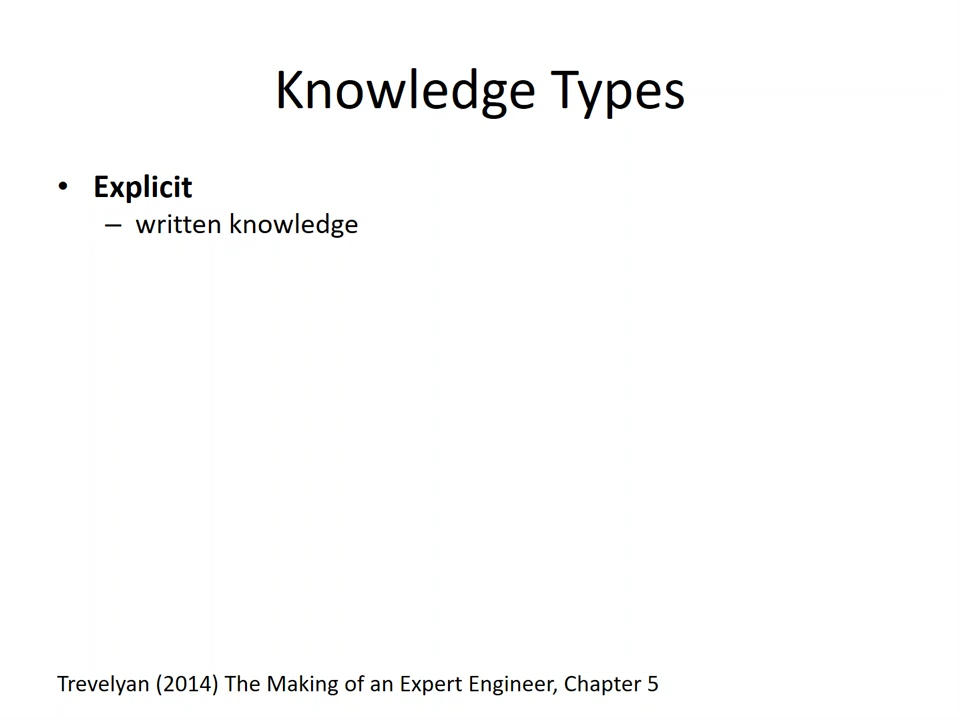 Knowledge Types
• Explicit
– written knowledge
Trevelyan (2014) The Making of an Expert Engineer, Chapter 5